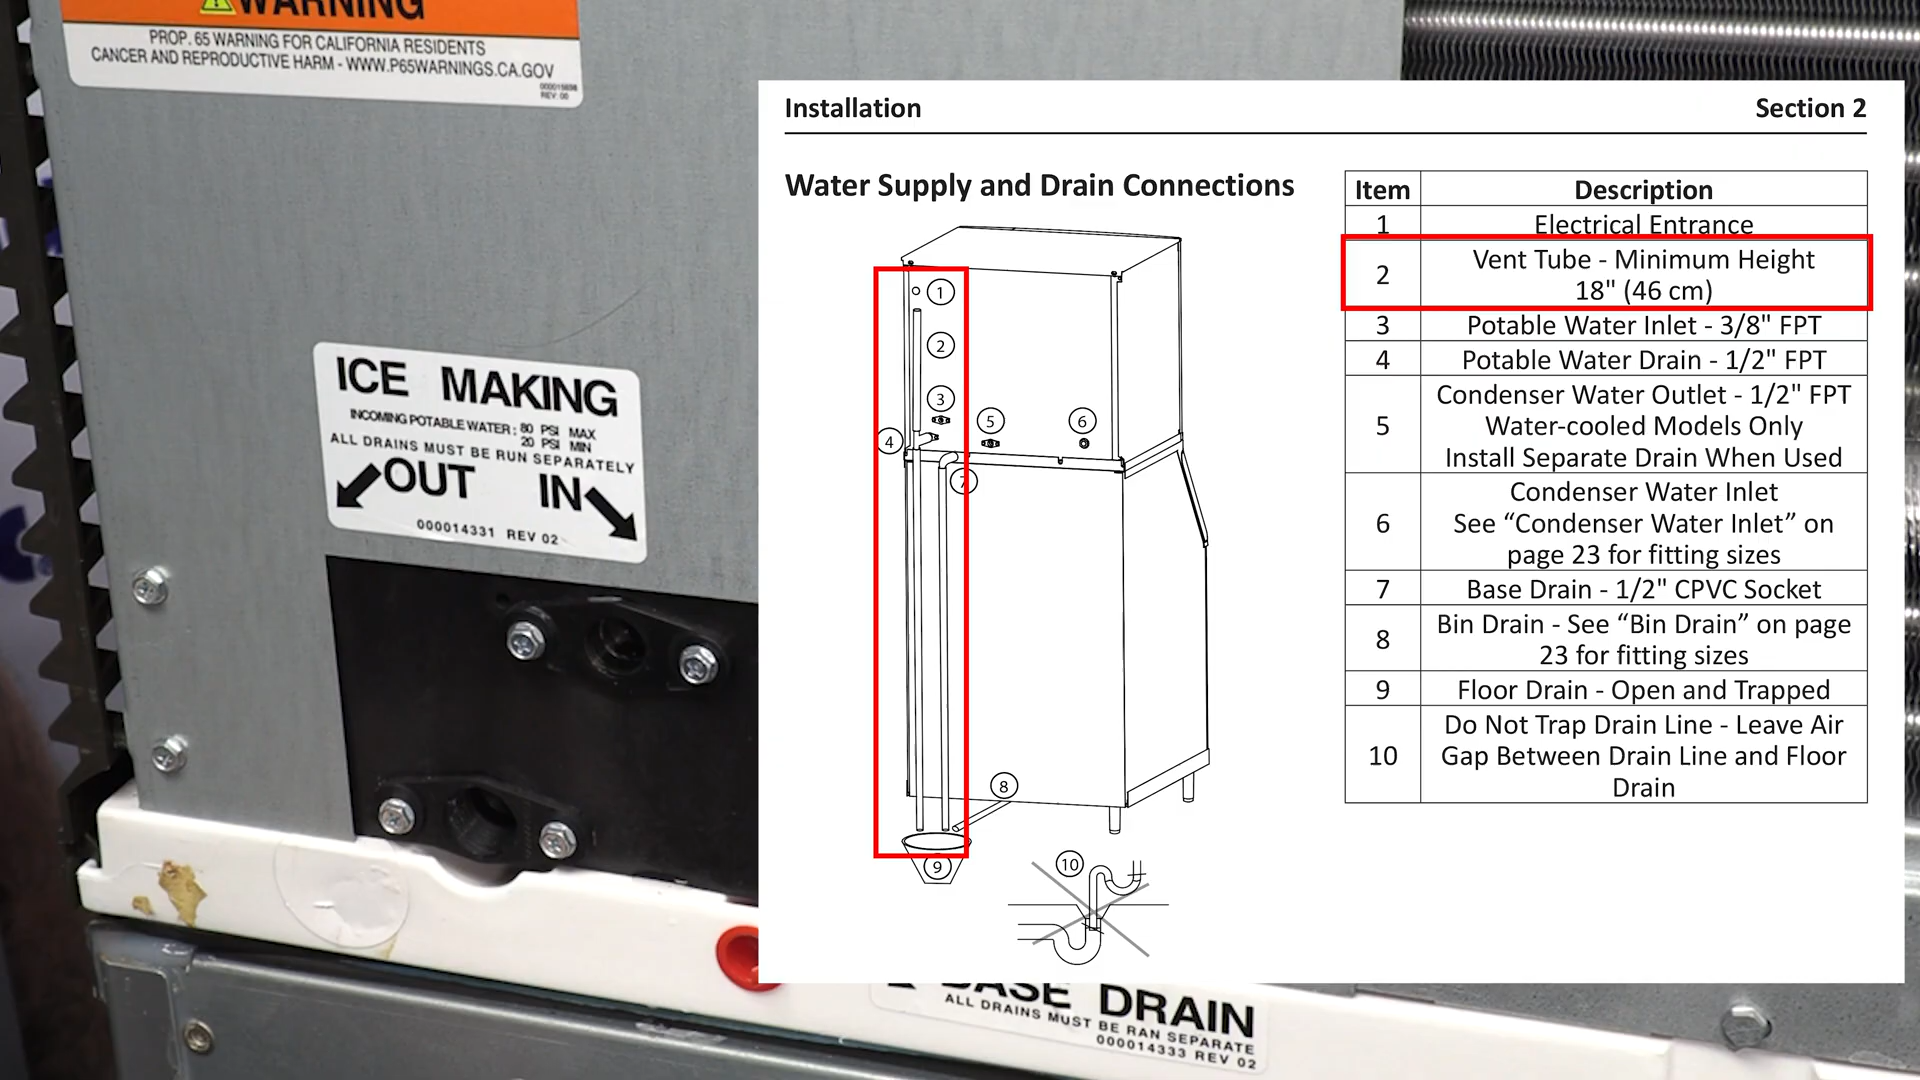 WARNING
PROP. 65 WARNING FOR CALIFORNIA RESIDENTS
CANCER AND REPRODUCTIVE HARM - WWW.P65WARNINGS.CA.GOV
REV: 00
ICE MAKING
INCOMING POTABLE WATER: 80 PSI MAX
20 PSI MIN
ALL DRAINS MUST BE RUN SEPARATELY
OUT IN
000014331 REV 02
BASE DRAIN
ALL DRAINS MUST BE RAN SEPARATE
000014333 REV 02
Installation
Section 2
Water Supply and Drain Connections
1
2
3
4
5
6
7
8
9
10
Item Description
1 Electrical Entrance
2 Vent Tube - Minimum Height
18" (46 cm)
3 Potable Water Inlet - 3/8" FPT
4 Potable Water Drain - 1/2" FPT
5 Condenser Water Outlet - 1/2" FPT
Water-cooled Models Only
Install Separate Drain When Used
6 Condenser Water Inlet
See “Condenser Water Inlet” on
page 23 for fitting sizes
7 Base Drain - 1/2" CPVC Socket
8 Bin Drain - See “Bin Drain” on page
23 for fitting sizes
9 Floor Drain - Open and Trapped
10 Do Not Trap Drain Line - Leave Air
Gap Between Drain Line and Floor
Drain